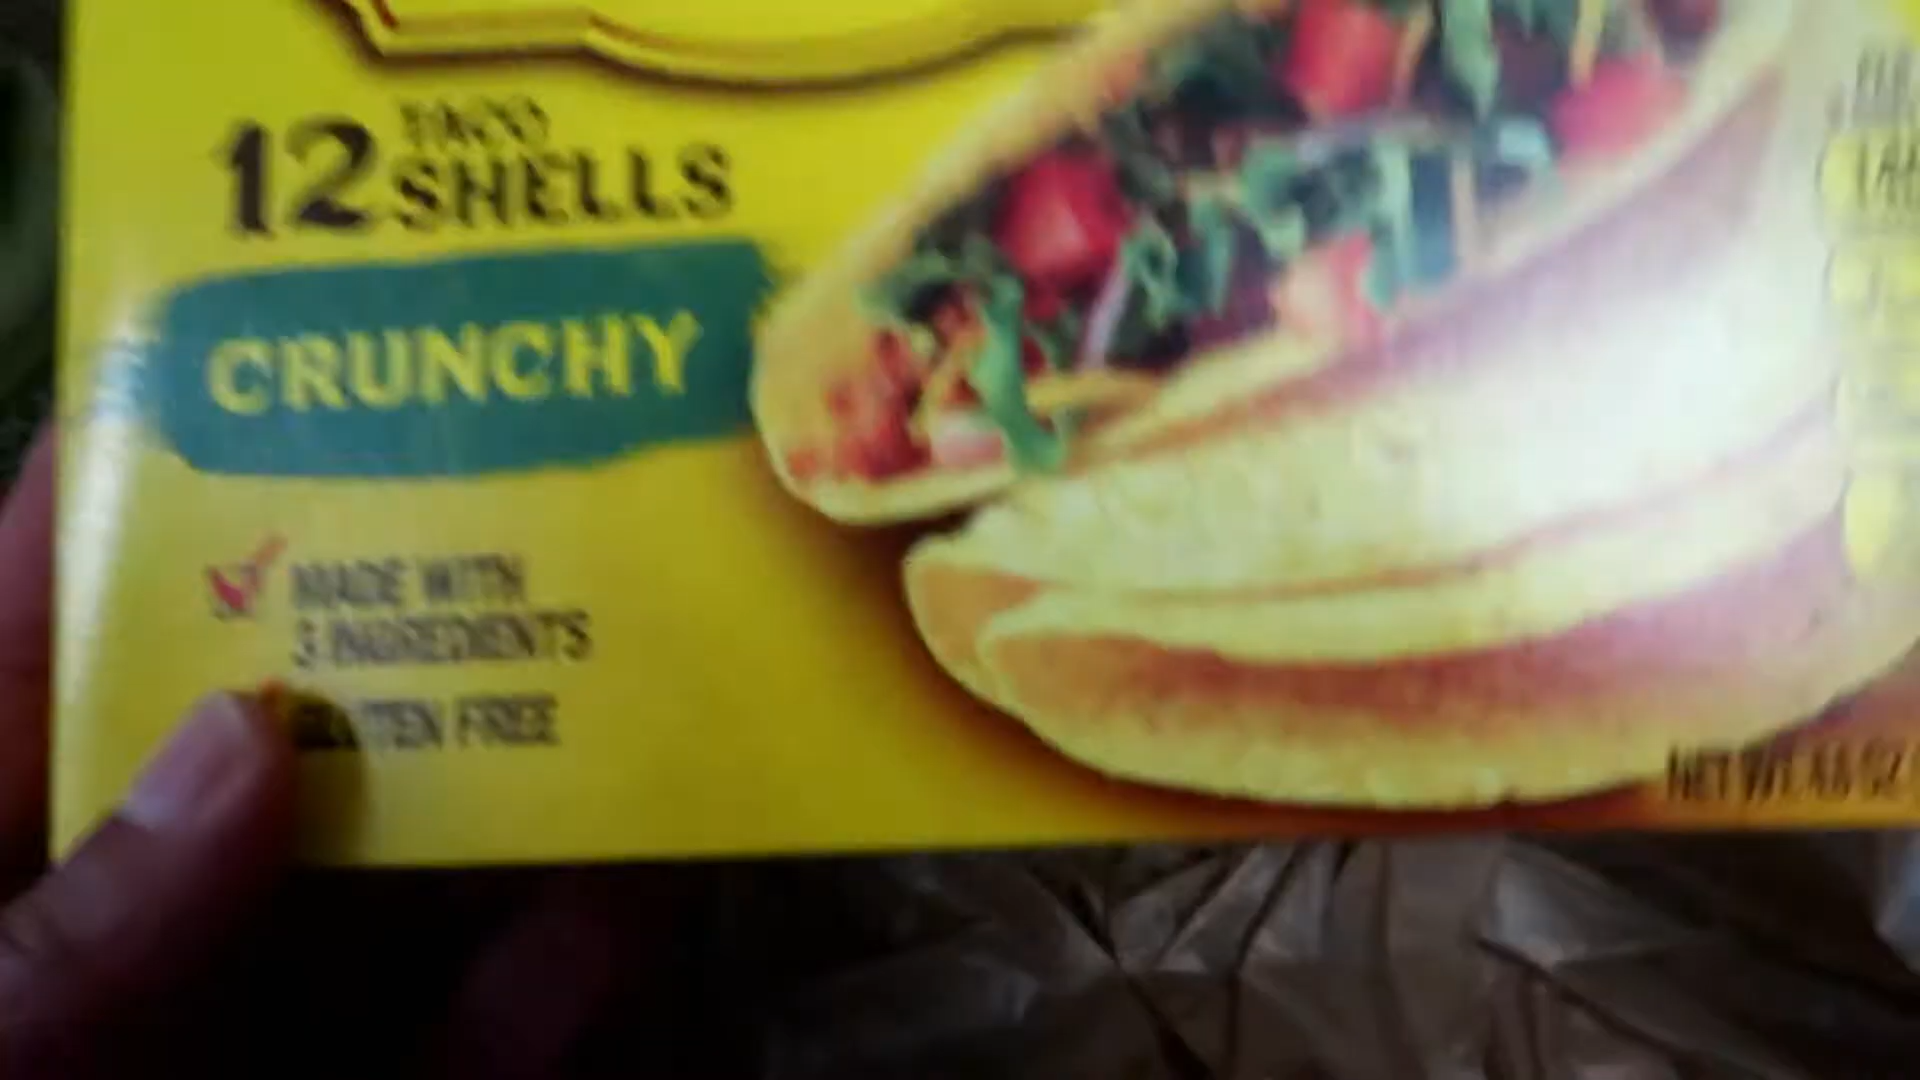 12 TACO
SHELLS
CRUNCHY
MADE WITH
3 INGREDIENTS
GLUTEN FREE
NET WT